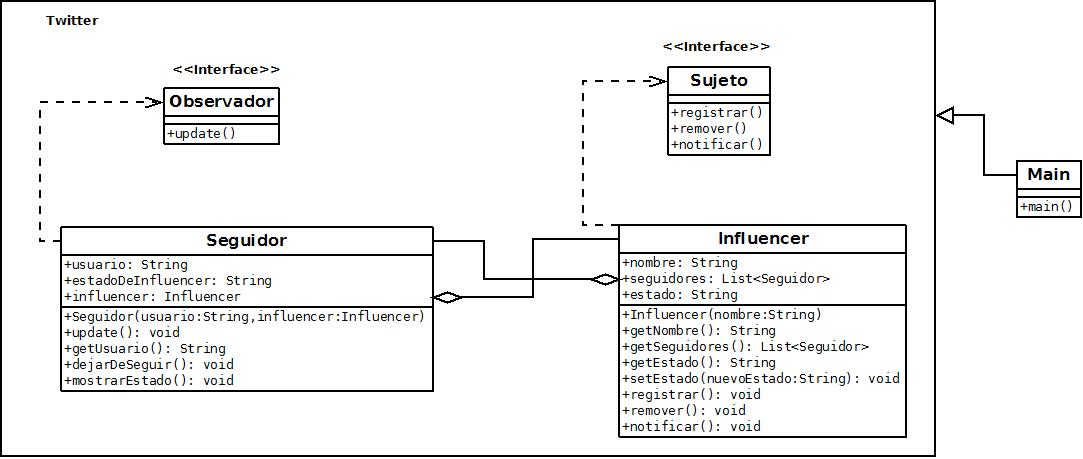 Twitter
<<Interface>>
Observador
+update()
<<Interface>>
Sujeto
+registrar()
+remover()
+notificar()
Main
+main()
Seguidor
+usuario: String
+estadoDeInfluencer: String
+influencer: Influencer
+Seguidor(usuario:String,influencer:Influencer)
+update(): void
+getUsuario(): String
+dejarDeSeguir(): void
+mostrarEstado(): void
Influencer
+nombre: String
+seguidores: List<Seguidor>
+estado: String
+Influencer(nombre:String)
+getNombre(): String
+getSeguidores(): List<Seguidor>
+getEstado(): String
+setEstado(nuevoEstado:String): void
+registrar(): void
+remover(): void
+notificar(): void